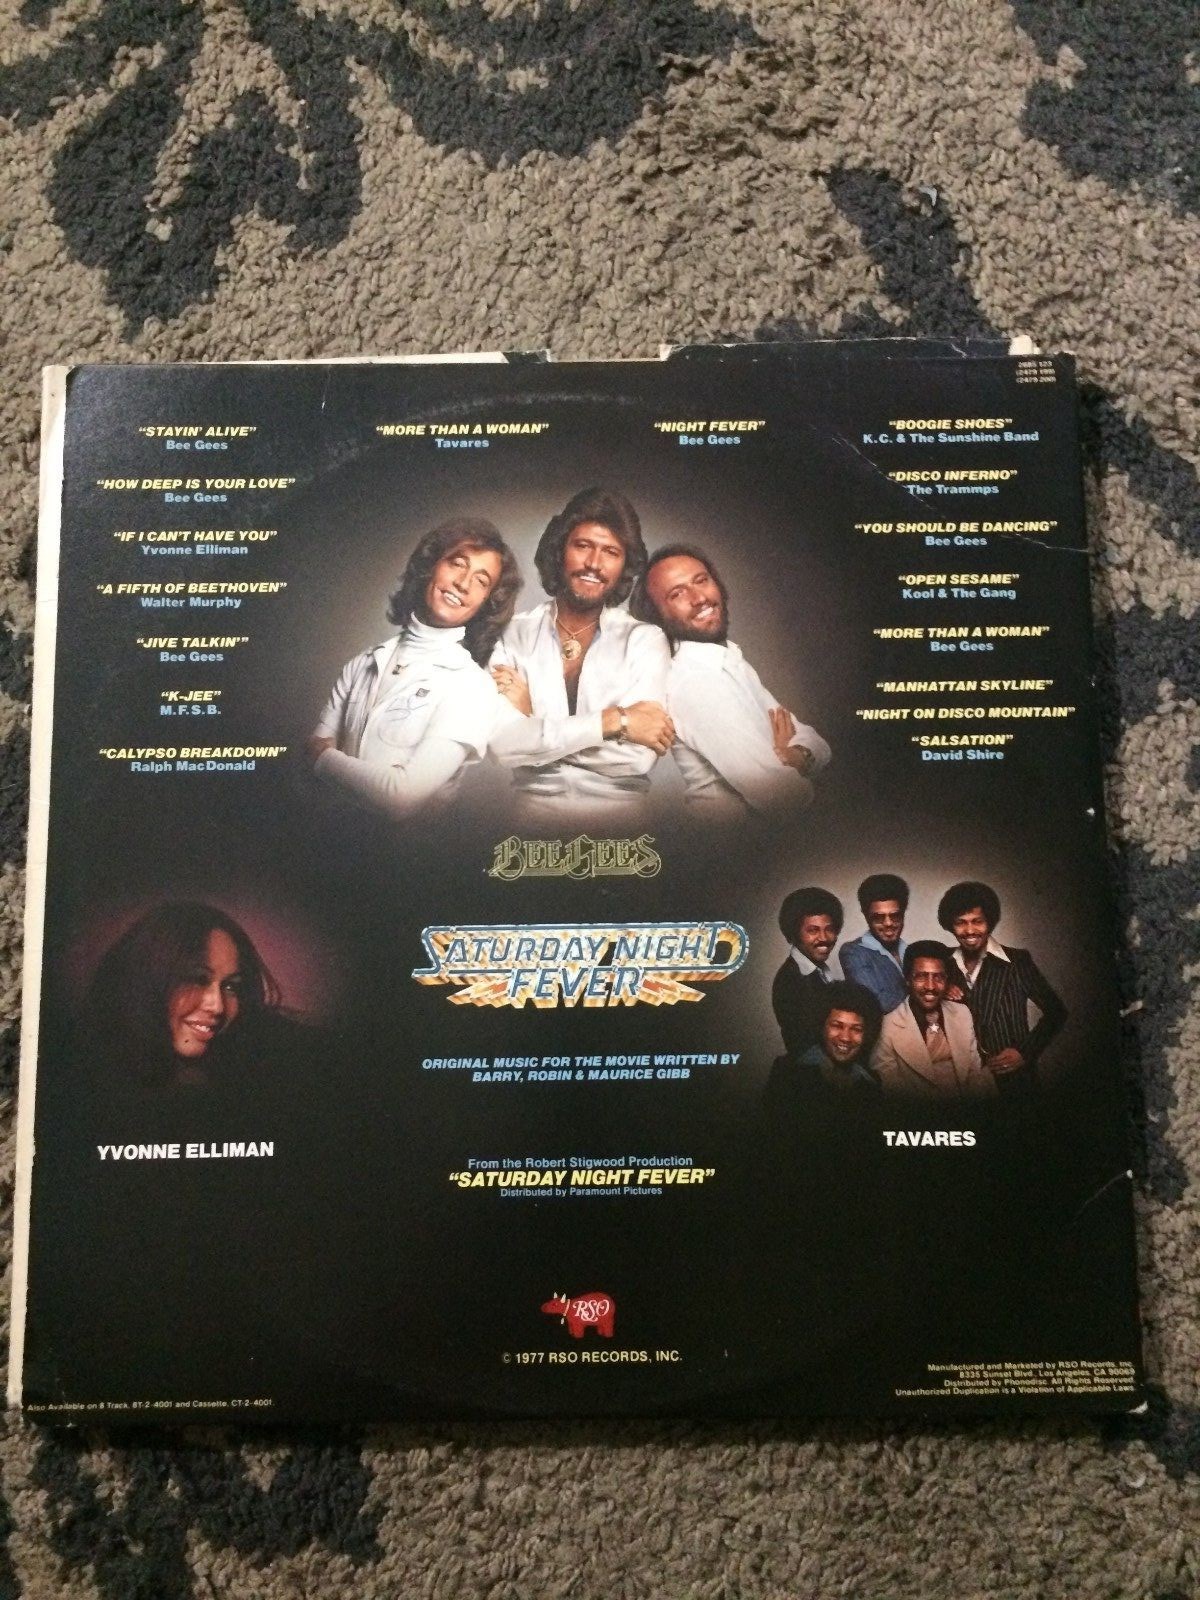 2685 123
(2479 199)
(2479 200)
“STAYIN’ ALIVE”
Bee Gees
“HOW DEEP IS YOUR LOVE”
Bee Gees
“IF I CAN’T HAVE YOU”
Yvonne Elliman
“A FIFTH OF BEETHOVEN”
Walter Murphy
“JIVE TALKIN’”
Bee Gees
“K-JEE”
M.F.S.B.
“CALYPSO BREAKDOWN”
Ralph MacDonald
“MORE THAN A WOMAN”
Tavares
“NIGHT FEVER”
Bee Gees
“BOOGIE SHOES”
K.C. & The Sunshine Band
“DISCO INFERNO”
The Trammps
“YOU SHOULD BE DANCING”
Bee Gees
“OPEN SESAME”
Kool & The Gang
“MORE THAN A WOMAN”
Bee Gees
“MANHATTAN SKYLINE”
“NIGHT ON DISCO MOUNTAIN”
“SALSATION”
David Shire
BEE GEES
SATURDAY NIGHT
FEVER
ORIGINAL MUSIC FOR THE MOVIE WRITTEN BY
BARRY, ROBIN & MAURICE GIBB
YVONNE ELLIMAN
TAVARES
From the Robert Stigwood Production
“SATURDAY NIGHT FEVER”
Distributed by Paramount Pictures
RSO
© 1977 RSO RECORDS, INC.
Also Available on 8 Track, 8T-2-4001 and Cassette, CT-2-4001.
Manufactured and Marketed by RSO Records, Inc.
8335 Sunset Blvd., Los Angeles, CA 90069
Distributed by Phonodisc. All Rights Reserved.
Unauthorized Duplication is a Violation of Applicable Laws.